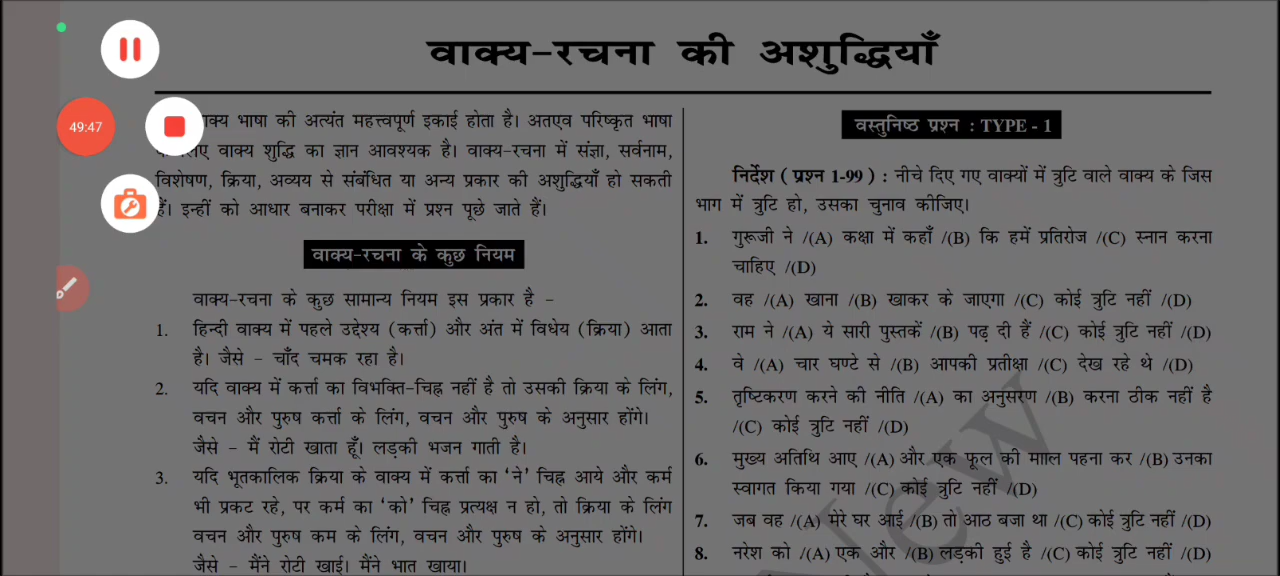 वाक्य-रचना की अशुद्धियाँ
49:47
क्य भाषा की अत्यंत महत्त्वपूर्ण इकाई होता है। अतएव परिष्कृत भाषा
लिए वाक्य शुद्धि का ज्ञान आवश्यक है। वाक्य-रचना में संज्ञा, सर्वनाम,
विशेषण, क्रिया, अव्यय से संबंधित या अन्य प्रकार की अशुद्धियाँ हो सकती
हैं। इन्हीं को आधार बनाकर परीक्षा में प्रश्न पूछे जाते हैं।
वाक्य-रचना के कुछ नियम
वाक्य-रचना के कुछ सामान्य नियम इस प्रकार है –
1. हिन्दी वाक्य में पहले उद्देश्य (कर्त्ता) और अंत में विधेय (क्रिया) आता
है। जैसे – चाँद चमक रहा है।
2. यदि वाक्य में कर्त्ता का विभक्ति-चिह्न नहीं है तो उसकी क्रिया के लिंग,
वचन और पुरुष कर्त्ता के लिंग, वचन और पुरुष के अनुसार होंगे।
जैसे – मैं रोटी खाता हूँ। लड़की भजन गाती है।
3. यदि भूतकालिक क्रिया के वाक्य में कर्त्ता का ‘ने’ चिह्न आये और कर्म
भी प्रकट रहे, पर कर्म का ‘को’ चिह्न प्रत्यक्ष न हो, तो क्रिया के लिंग
वचन और पुरुष कम के लिंग, वचन और पुरुष के अनुसार होंगे।
जैसे – मैंने रोटी खाई। मैंने भात खाया।
वस्तुनिष्ठ प्रश्न : TYPE - 1
निर्देश ( प्रश्न 1-99 ) : नीचे दिए गए वाक्यों में त्रुटि वाले वाक्य के जिस
भाग में त्रुटि हो, उसका चुनाव कीजिए।
1. गुरूजी ने /(A) कक्षा में कहाँ /(B) कि हमें प्रतिरोज /(C) स्नान करना
चाहिए /(D)
2. वह /(A) खाना /(B) खाकर के जाएगा /(C) कोई त्रुटि नहीं /(D)
3. राम ने /(A) ये सारी पुस्तकें /(B) पढ़ दी हैं /(C) कोई त्रुटि नहीं /(D)
4. वे /(A) चार घण्टे से /(B) आपकी प्रतीक्षा /(C) देख रहे थे /(D)
5. तृष्टिकरण करने की नीति /(A) का अनुसरण /(B) करना ठीक नहीं है
/(C) कोई त्रुटि नहीं /(D)
6. मुख्य अतिथि आए /(A) और एक फूल की मााल पहना कर /(B) उनका
स्वागत किया गया /(C) कोई त्रुटि नहीं /(D)
7. जब वह /(A) मेरे घर आई /(B) तो आठ बजा था /(C) कोई त्रुटि नहीं /(D)
8. नरेश को /(A) एक और /(B) लड़की हुई है /(C) कोई त्रुटि नहीं /(D)
New